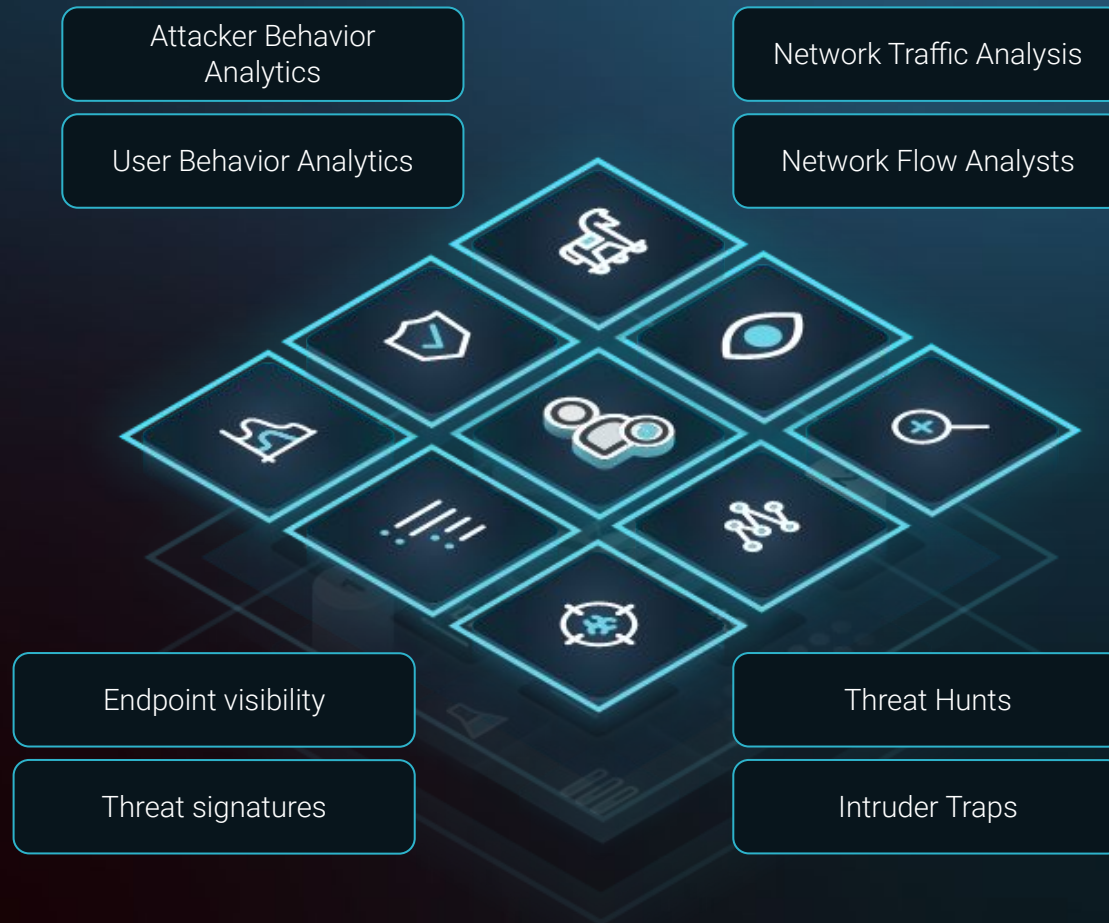 Attacker Behavior
Analytics
Network Traffic Analysis
User Behavior Analytics
Network Flow Analysts
Endpoint visibility
Threat Hunts
Threat signatures
Intruder Traps